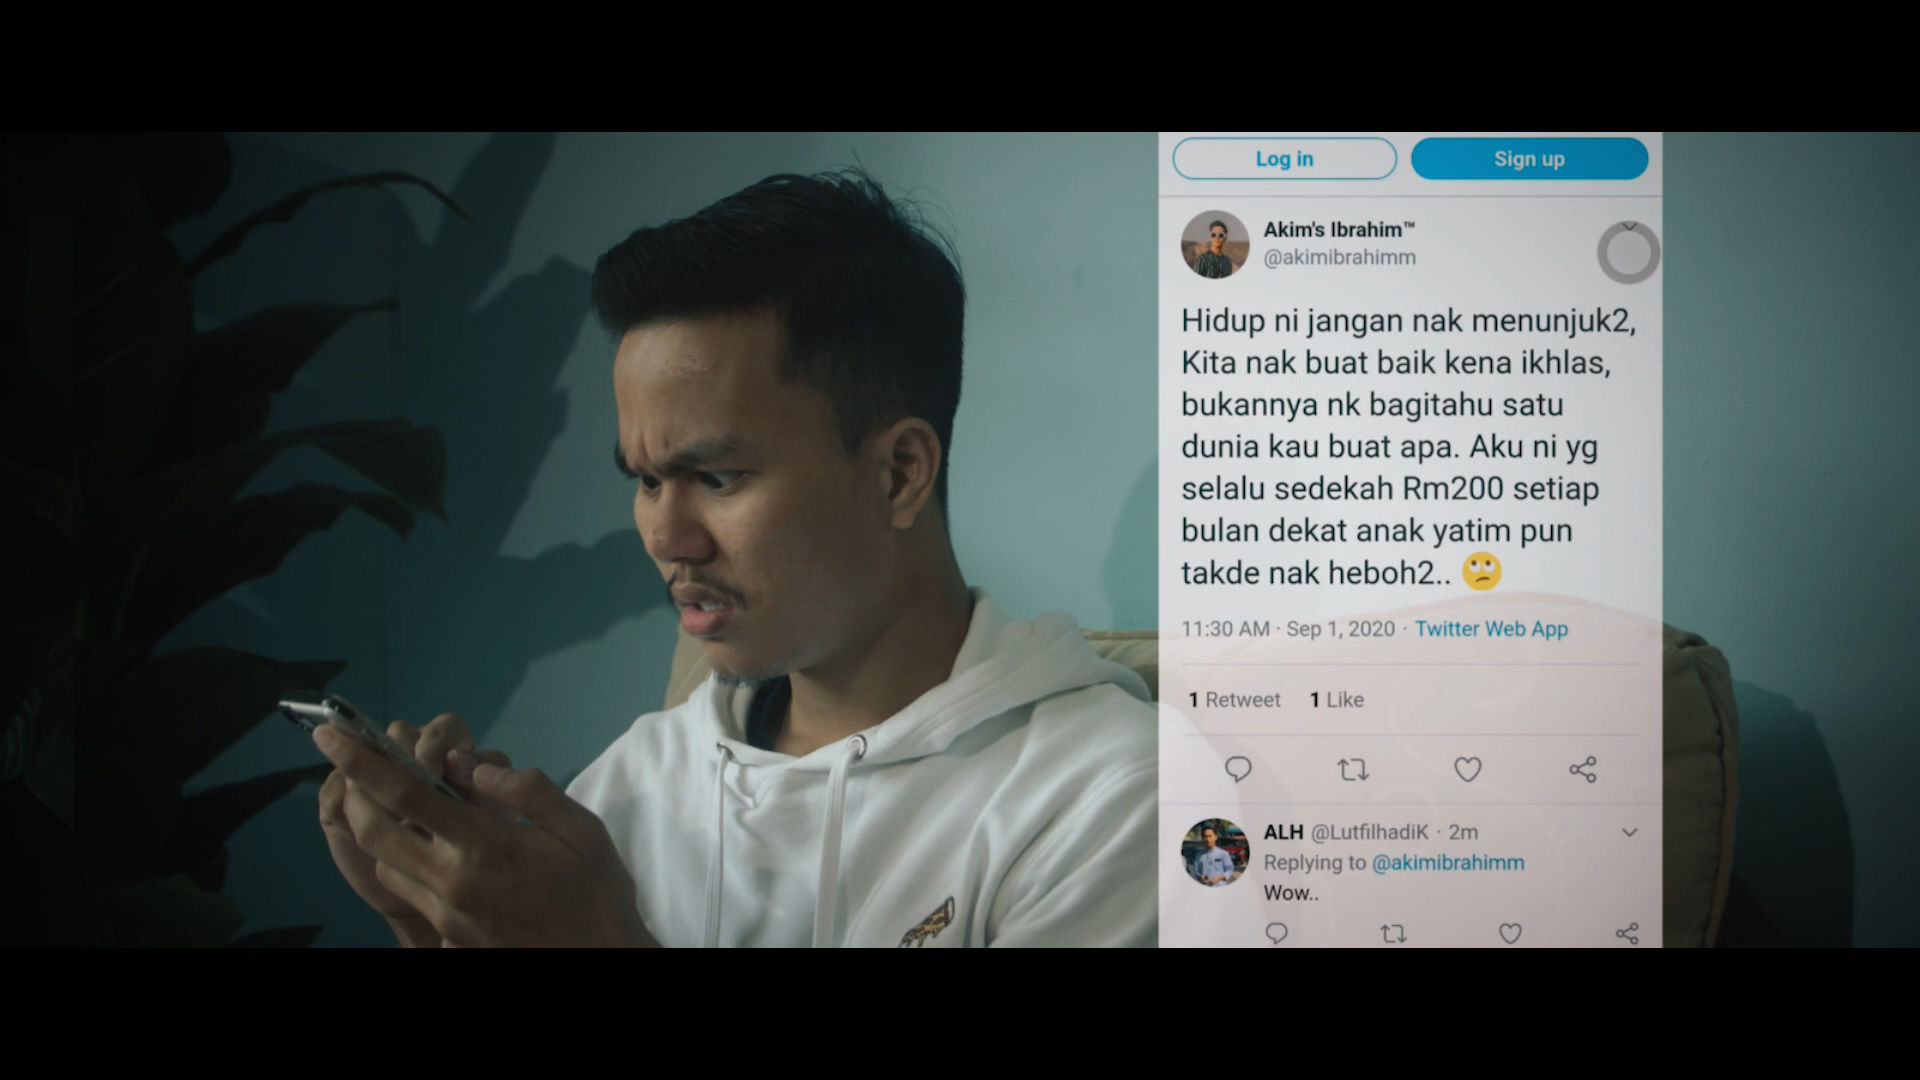 Log in
Sign up
Akim's Ibrahim™
@akimibrahimm
Hidup ni jangan nak menunjuk2,
Kita nak buat baik kena ikhlas,
bukannya nk bagitahu satu
dunia kau buat apa. Aku ni yg
selalu sedekah Rm200 setiap
bulan dekat anak yatim pun
takde nak heboh2.. 🙄
11:30 AM · Sep 1, 2020 · Twitter Web App
1 Retweet 1 Like
ALH @LutfilhadiK · 2m
Replying to @akimibrahimm
Wow..